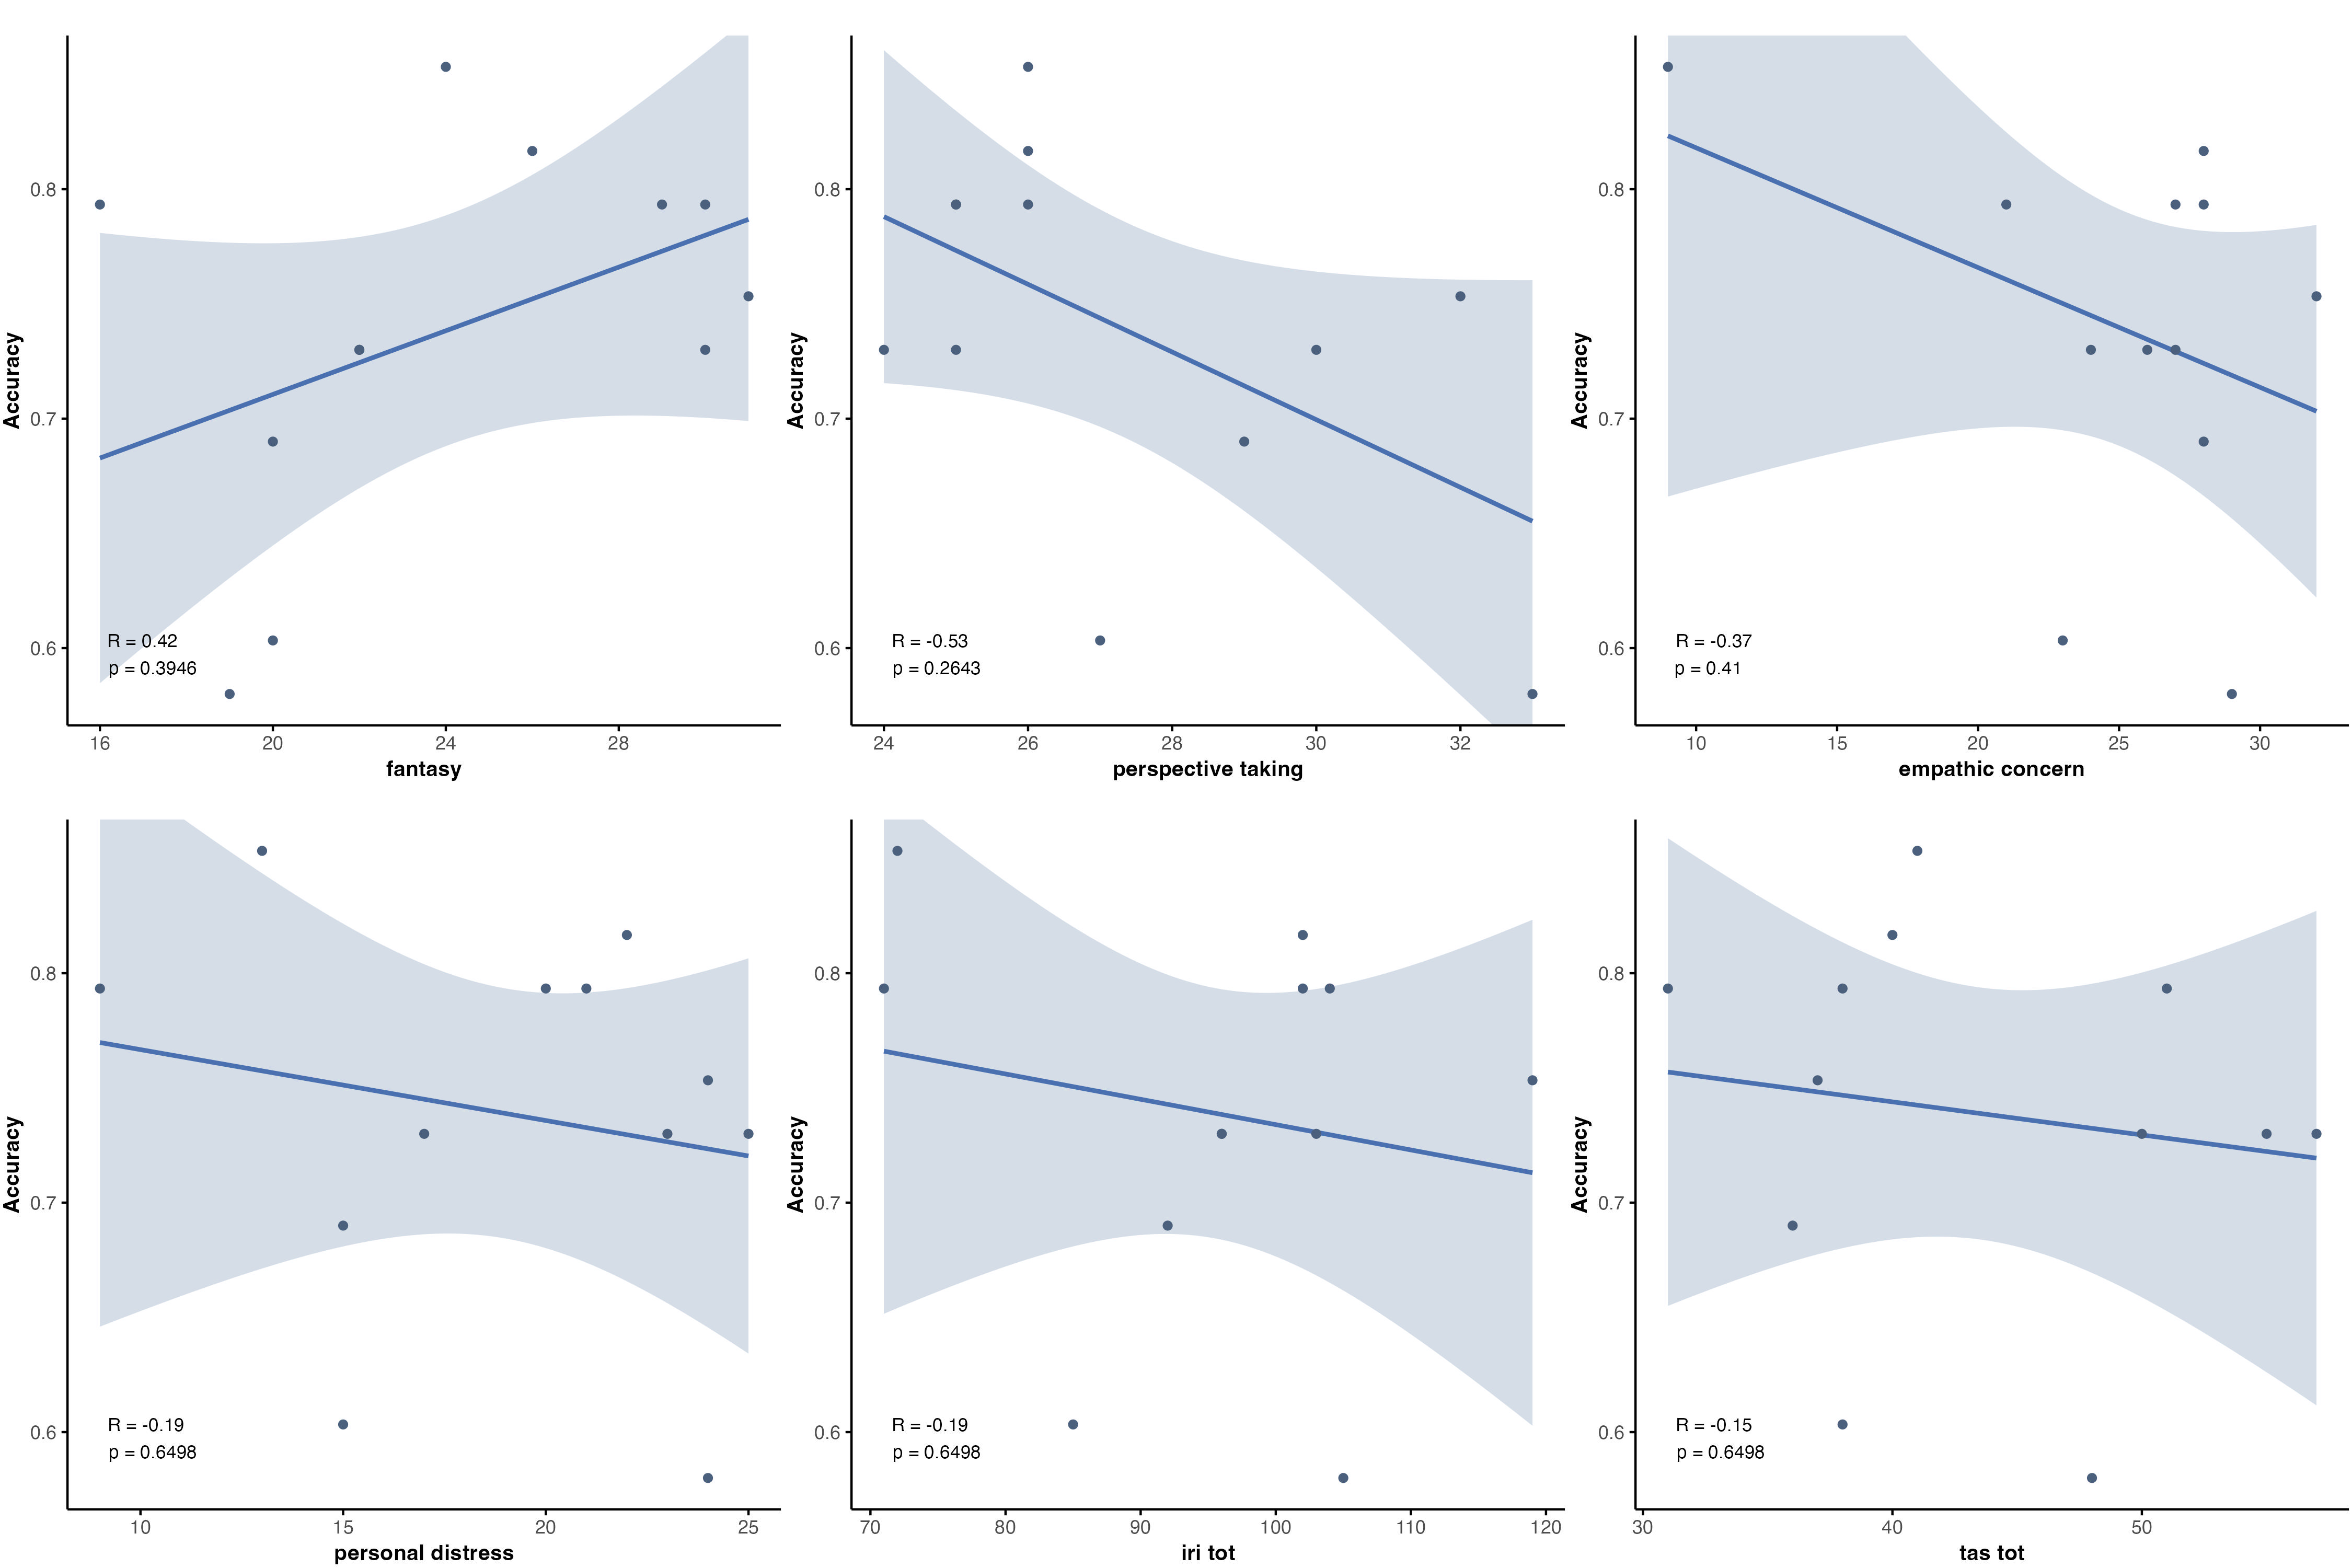 Accuracy
0.8
0.7
0.6
R = 0.42
p = 0.3946
16 20 24 28
fantasy
Accuracy
0.8
0.7
0.6
R = -0.53
p = 0.2643
24 26 28 30 32
perspective taking
Accuracy
0.8
0.7
0.6
R = -0.37
p = 0.41
10 15 20 25 30
empathic concern
Accuracy
0.8
0.7
0.6
R = -0.19
p = 0.6498
10 15 20 25
personal distress
Accuracy
0.8
0.7
0.6
R = -0.19
p = 0.6498
70 80 90 100 110 120
iri tot
Accuracy
0.8
0.7
0.6
R = -0.15
p = 0.6498
30 40 50
tas tot